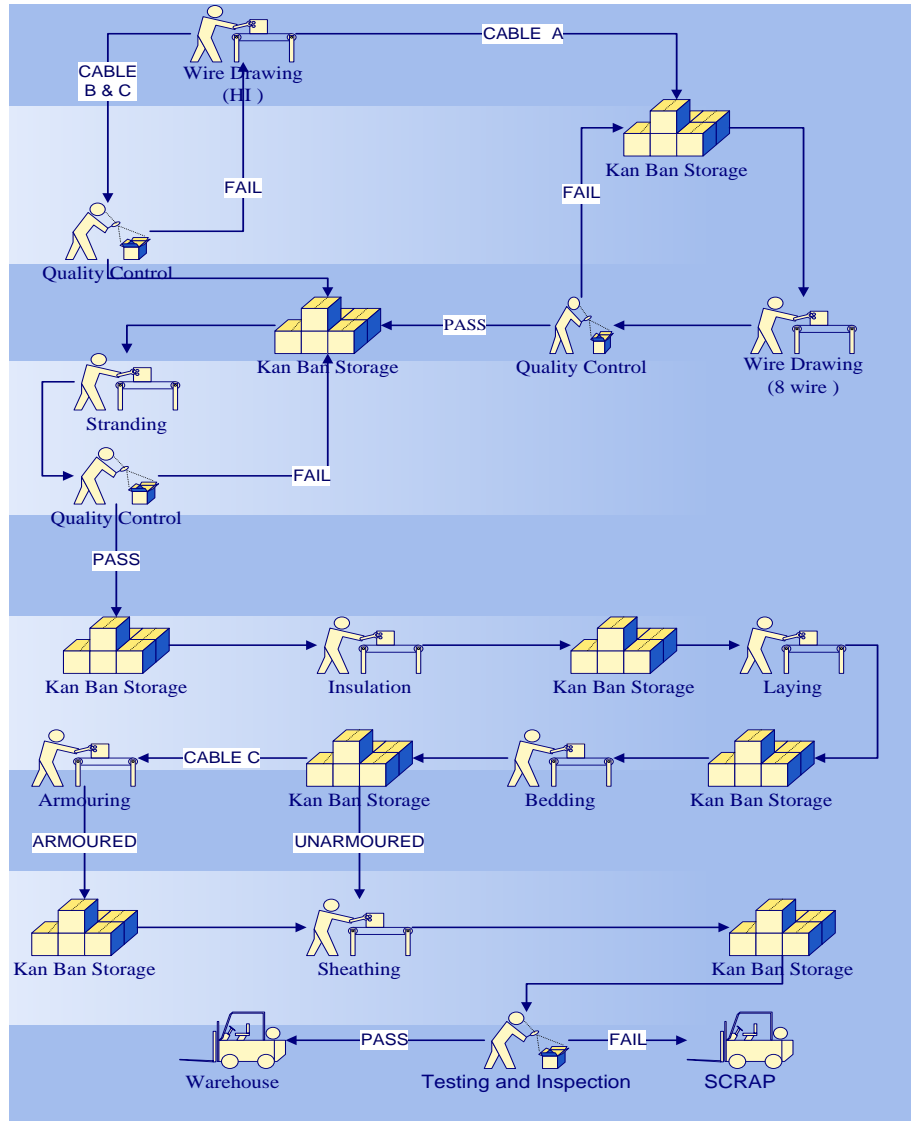 CABLE A
CABLE
B & C
Wire Drawing
(HI )
Kan Ban Storage
FAIL
FAIL
Quality Control
PASS
Kan Ban Storage
Quality Control
Wire Drawing
(8 wire )
Stranding
FAIL
Quality Control
PASS
Kan Ban Storage
Insulation
Kan Ban Storage
Laying
CABLE C
Armouring
Kan Ban Storage
Bedding
Kan Ban Storage
ARMOURED
UNARMOURED
Kan Ban Storage
Sheathing
Kan Ban Storage
PASS
FAIL
Warehouse
Testing and Inspection
SCRAP